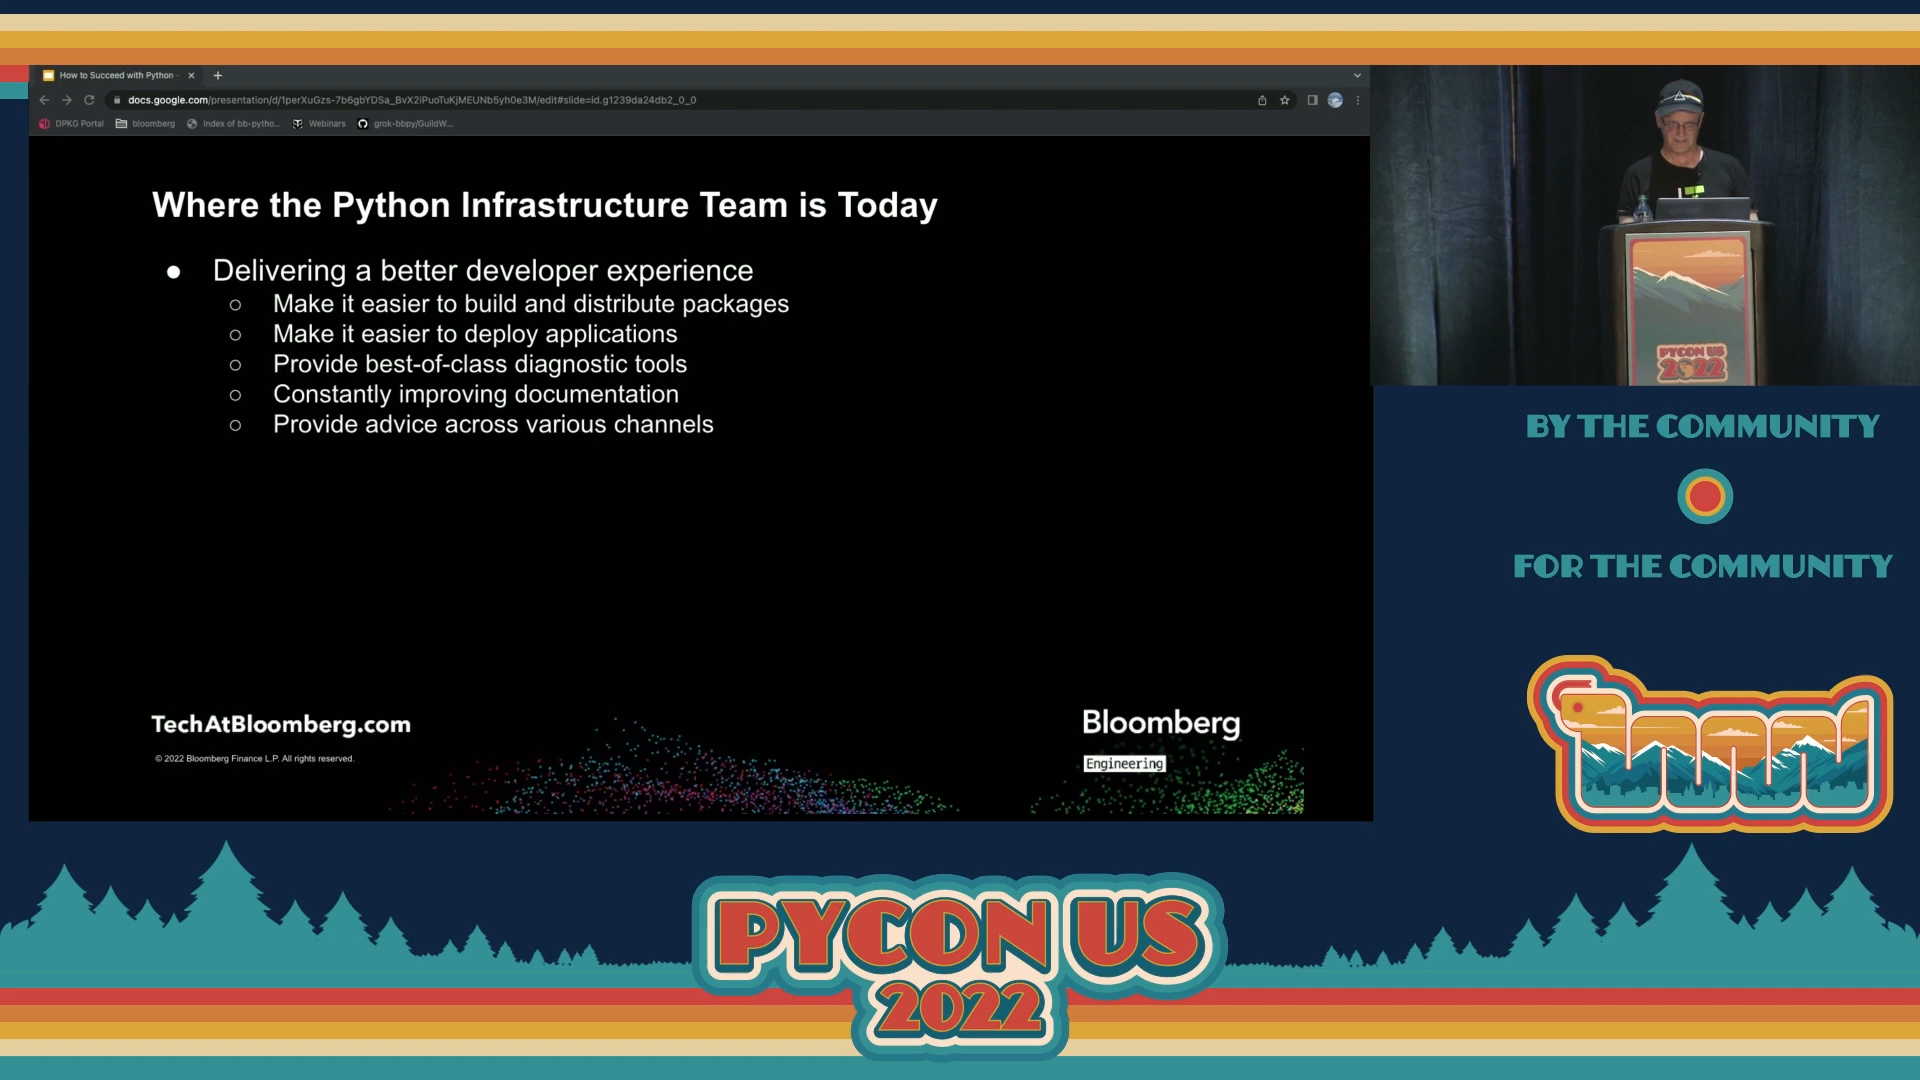 How to Succeed with Python
docs.google.com/presentation/d/1perXuGzs-7b6gbYDSa_BvX2iPuoTuKjMEUNb5yh0e3M/edit#slide=id.g1239da24db2_0_0
DPKG Portal bloomberg Index of bb-pytho... Webinars grok-bbpy/GuildW...
Where the Python Infrastructure Team is Today
● Delivering a better developer experience
○ Make it easier to build and distribute packages
○ Make it easier to deploy applications
○ Provide best-of-class diagnostic tools
○ Constantly improving documentation
○ Provide advice across various channels
TechAtBloomberg.com
© 2022 Bloomberg Finance L.P. All rights reserved.
Bloomberg
Engineering
PYCON US
2022
BY THE COMMUNITY
FOR THE COMMUNITY
PYCON US
2022